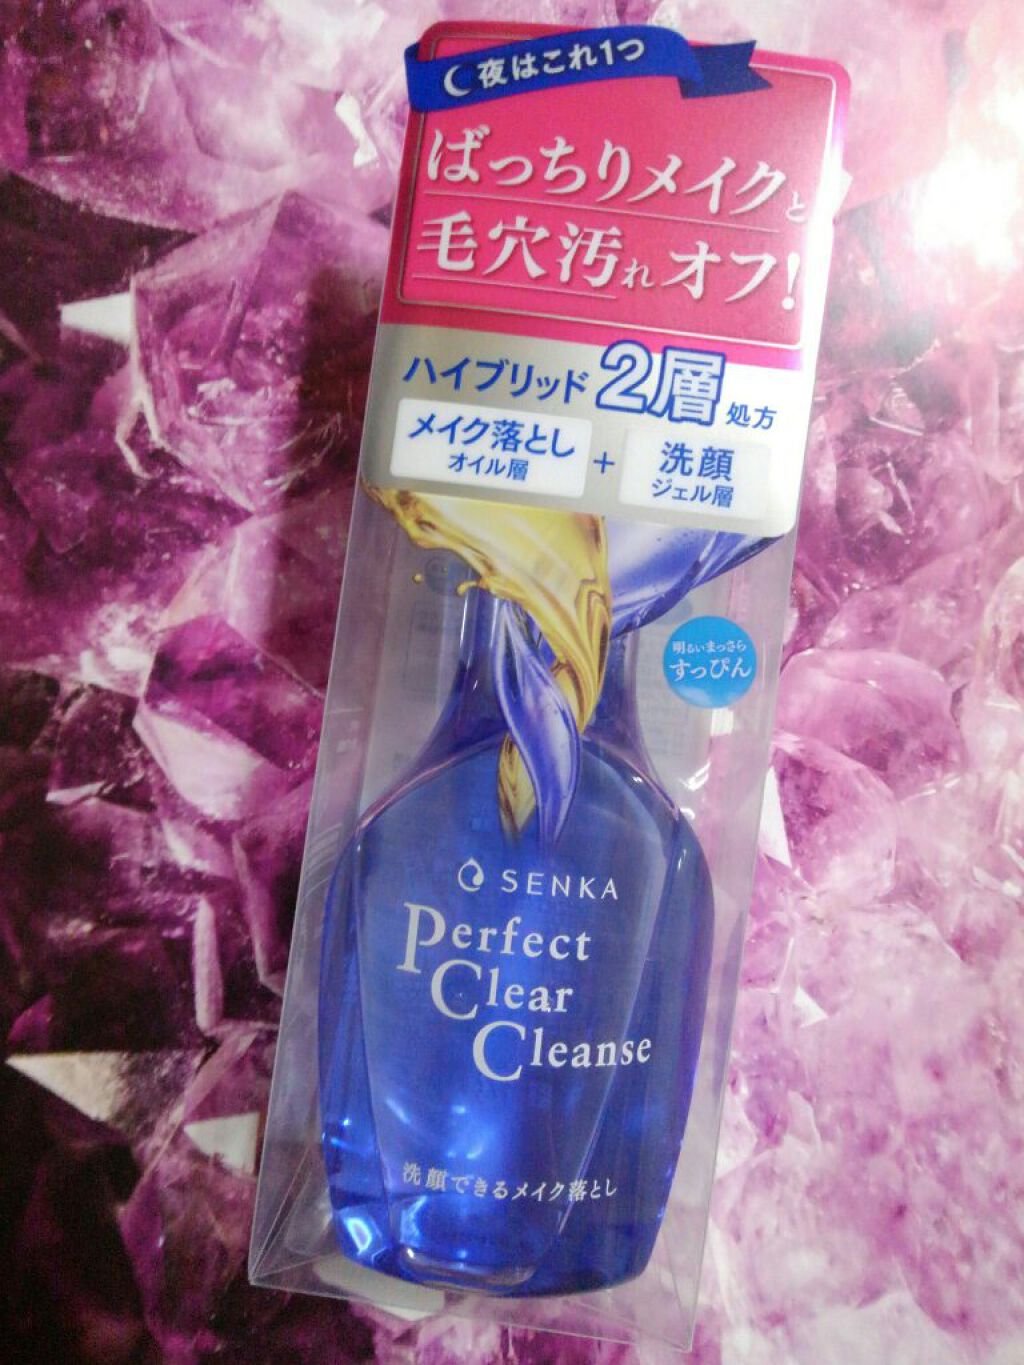 夜はこれ1つ
ばっちりメイクと
毛穴汚れオフ!
ハイブリッド2層処方
メイク落とし
オイル層
+
洗顔
ジェル層
明るいまっさら
すっぴん
SENKA
Perfect
Clear
Cleanse
洗顔できるメイク落とし